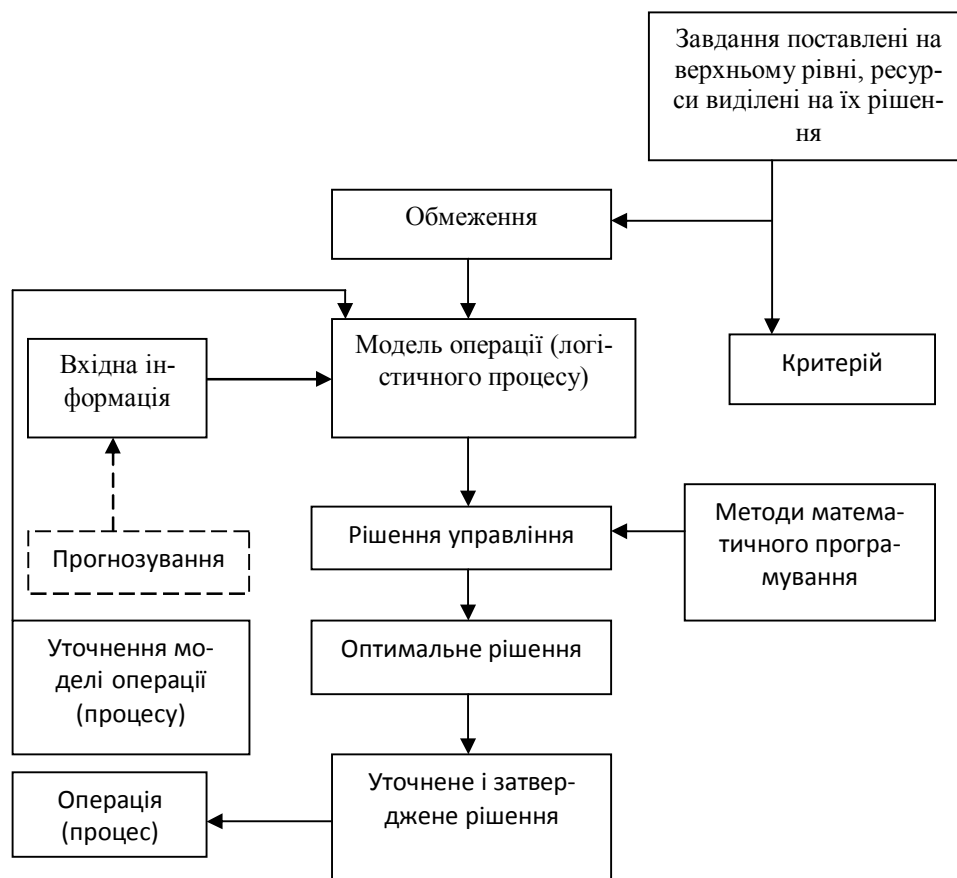 Завдання поставлені на
верхньому рівні, ресур-
си виділені на їх рішен-
ня
Обмеження
Модель операції (логі-
стичного процесу)
Вхідна ін-
формація
Критерій
Прогнозування
Рішення управління
Методи матема-
тичного програ-
мування
Уточнення мо-
делі операції
(процесу)
Оптимальне рішення
Уточнене і затвер-
джене рішення
Операція
(процес)